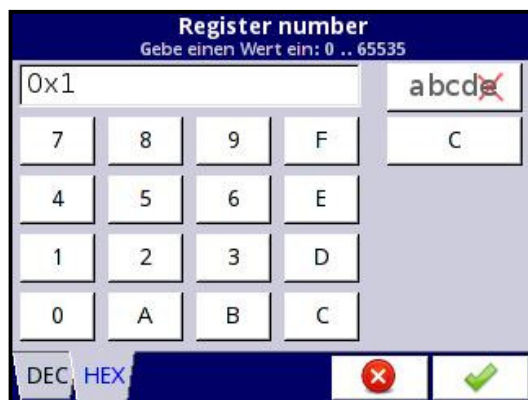 Register number
Gebe einen Wert ein: 0 .. 65535
0x1
abcde
7 8 9 F C
4 5 6 E
1 2 3 D
0 A B C
DEC HEX